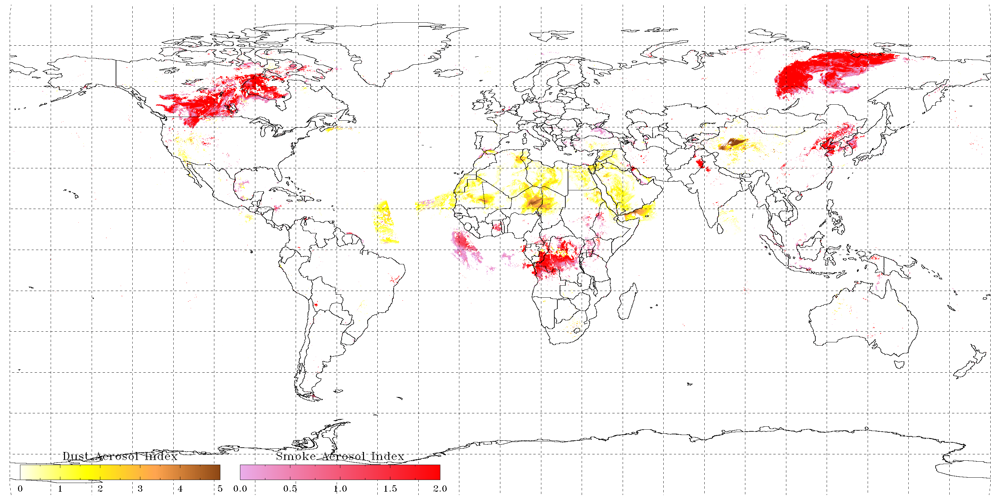 Dust Aerosol Index
0 1 2 3 4 5
Smoke Aerosol Index
0.0 0.5 1.0 1.5 2.0